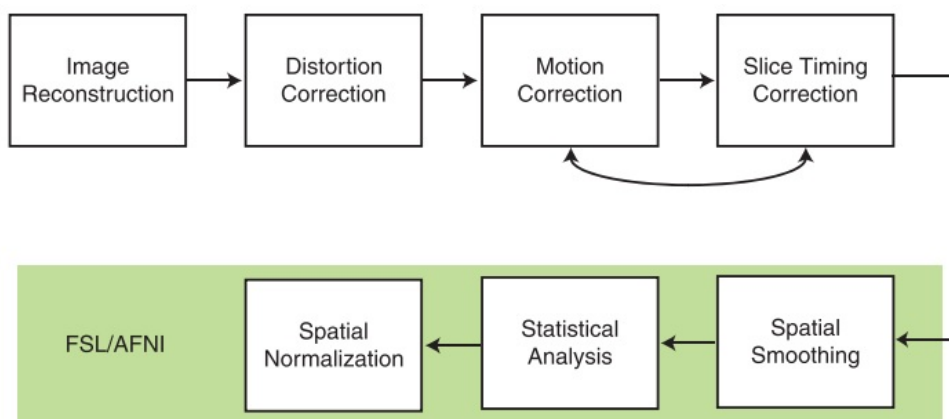 Image
Reconstruction
Distortion
Correction
Motion
Correction
Slice Timing
Correction
FSL/AFNI
Spatial
Normalization
Statistical
Analysis
Spatial
Smoothing